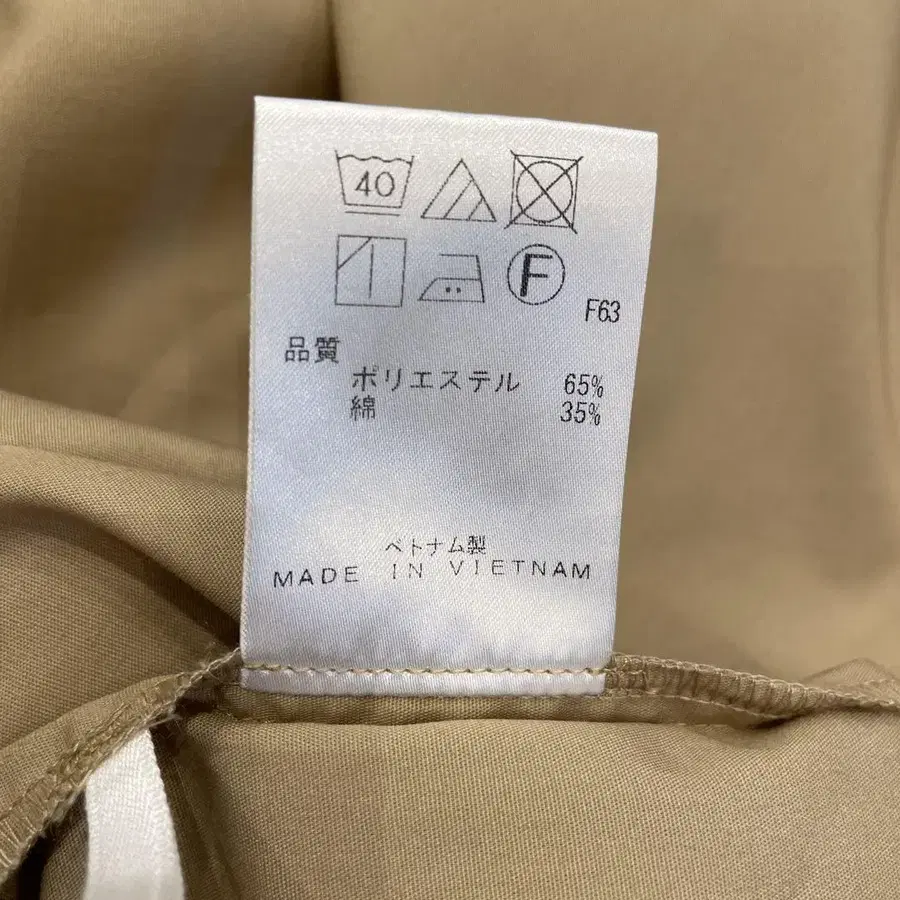 40
F
F63
品質
ポリエステル 65%
綿 35%
ベトナム製
MADE IN VIETNAM